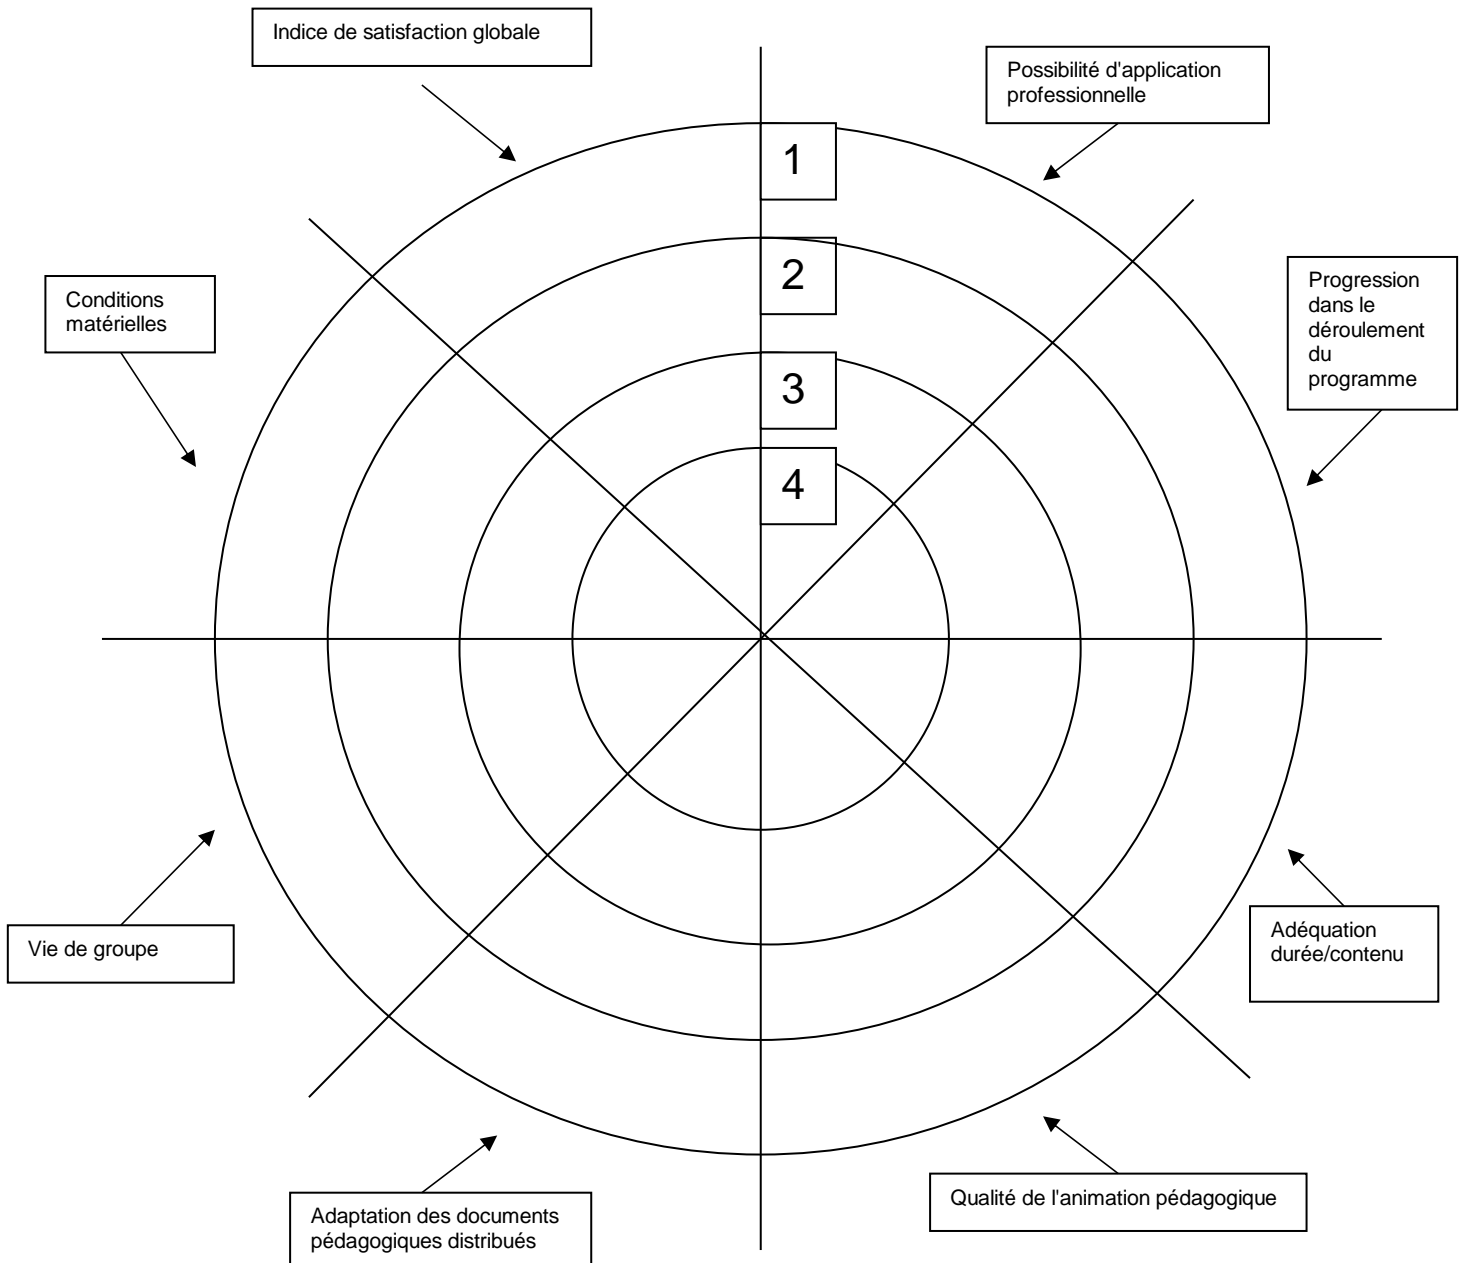 Indice de satisfaction globale
Possibilité d'application
professionnelle
1
2
3
4
Conditions
matérielles
Progression
dans le
déroulement
du
programme
Vie de groupe
Adéquation
durée/contenu
Adaptation des documents
pédagogiques distribués
Qualité de l'animation pédagogique